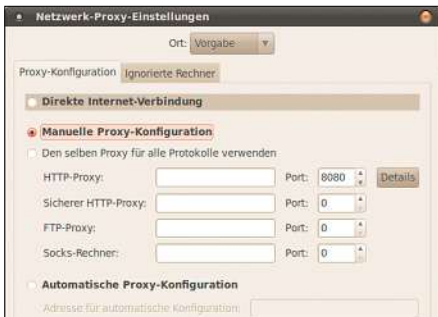 Netzwerk-Proxy-Einstellungen
Ort: Vorgabe
Proxy-Konfiguration Ignorierte Rechner
Direkte Internet-Verbindung
Manuelle Proxy-Konfiguration
Den selben Proxy für alle Protokolle verwenden
HTTP-Proxy: Port: 8080 Details
Sicherer HTTP-Proxy: Port: 0
FTP-Proxy: Port: 0
Socks-Rechner: Port: 0
Automatische Proxy-Konfiguration
Adresse für automatische Konfiguration: